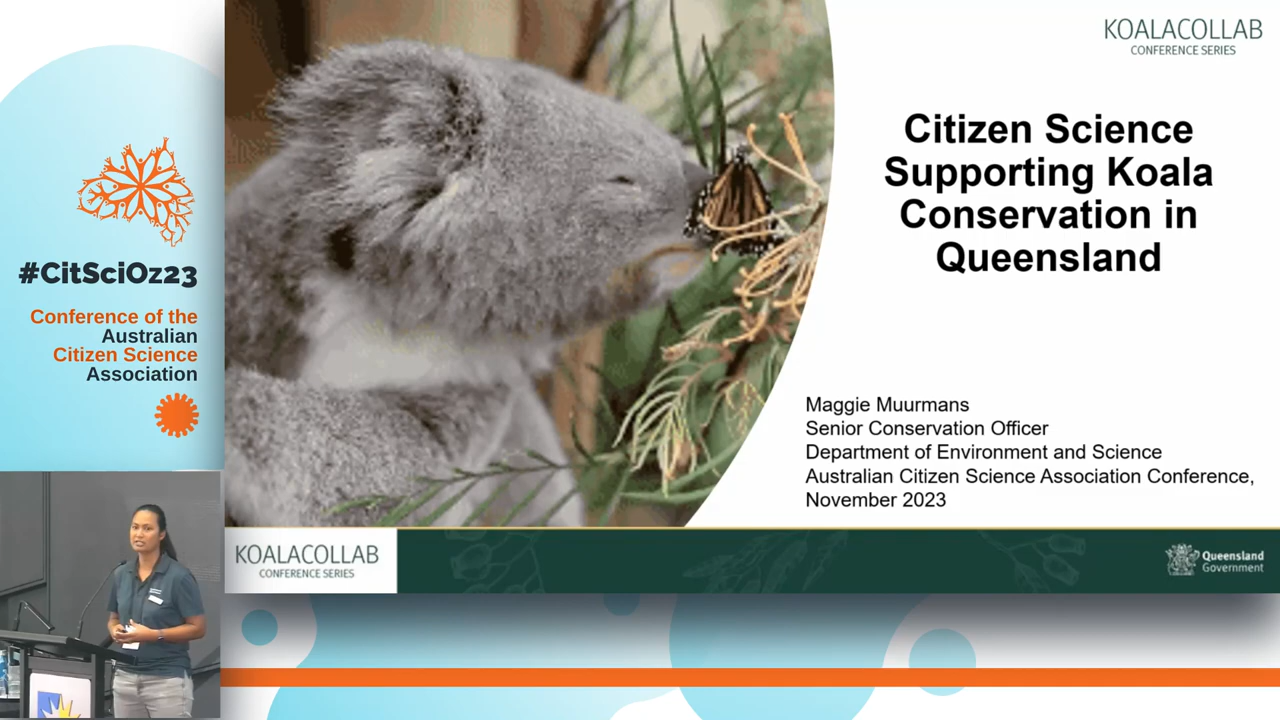 #CitSciOz23
Conference of the
Australian
Citizen Science
Association
KOALACOLLAB
CONFERENCE SERIES
Citizen Science
Supporting Koala
Conservation in
Queensland
Maggie Muurmans
Senior Conservation Officer
Department of Environment and Science
Australian Citizen Science Association Conference,
November 2023
KOALACOLLAB
CONFERENCE SERIES
Queensland
Government